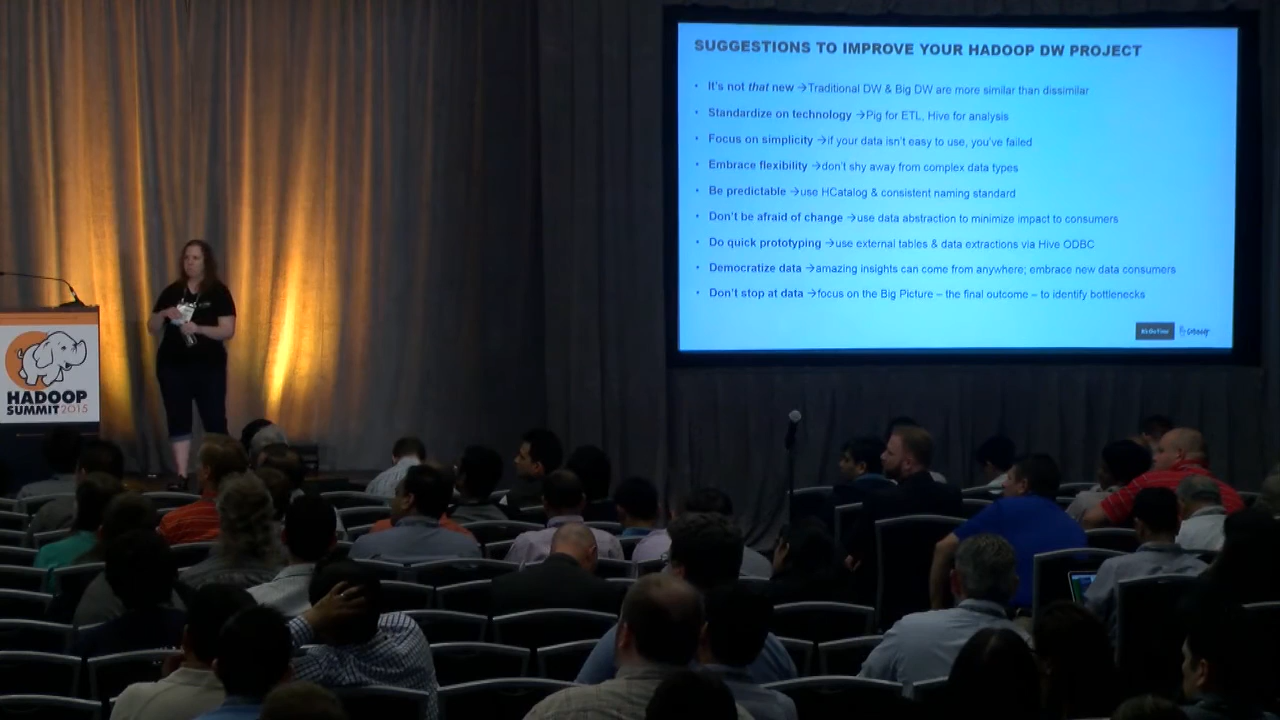 SUGGESTIONS TO IMPROVE YOUR HADOOP DW PROJECT
• It's not that new →Traditional DW & Big DW are more similar than dissimilar
• Standardize on technology →Pig for ETL, Hive for analysis
• Focus on simplicity →if your data isn't easy to use, you've failed
• Embrace flexibility →don't shy away from complex data types
• Be predictable →use HCatalog & consistent naming standard
• Don't be afraid of change →use data abstraction to minimize impact to consumers
• Do quick prototyping →use external tables & data extractions via Hive ODBC
• Democratize data →amazing insights can come from anywhere; embrace new data consumers
• Don't stop at data →focus on the Big Picture – the final outcome – to identify bottlenecks
It's Go Time
GoDaddy
HADOOP
SUMMIT 2015